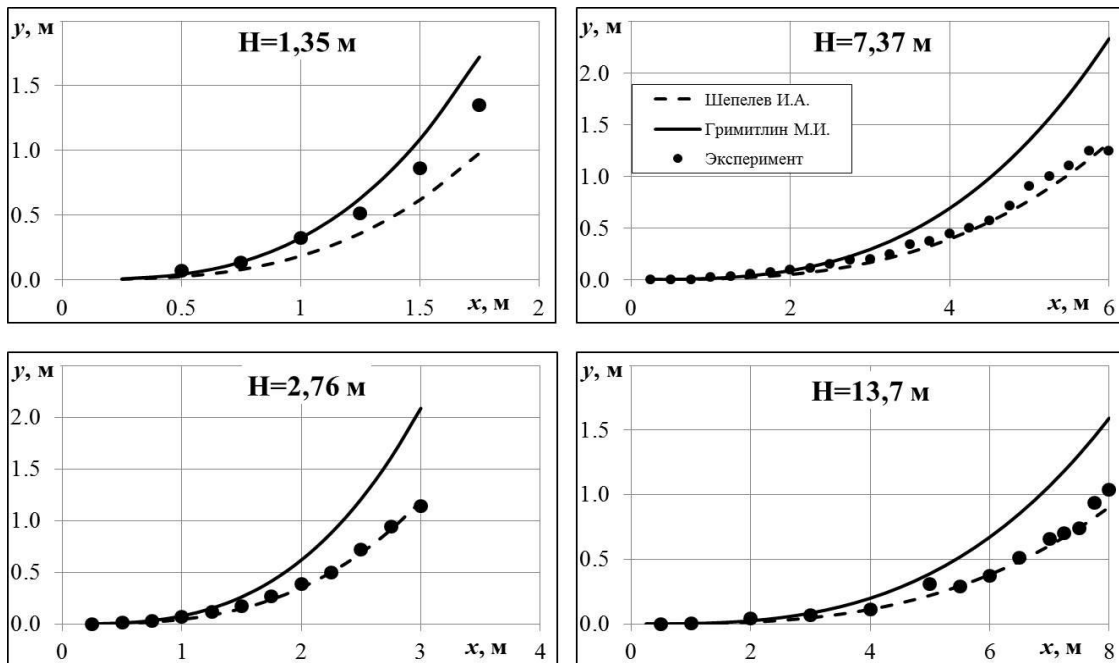 y, м
H=1,35 м
1.5
1.0
0.5
0.0
0
0.5
1
1.5
x, м
2
y, м
H=7,37 м
2.0
1.5
1.0
0.5
0.0
Шепелев И.А.
Гримитлин М.И.
Эксперимент
0
2
4
x, м
6
y, м
H=2,76 м
2.0
1.5
1.0
0.5
0.0
0
1
2
3
x, м
4
y, м
H=13,7 м
1.5
1.0
0.5
0.0
0
2
4
6
x, м
8